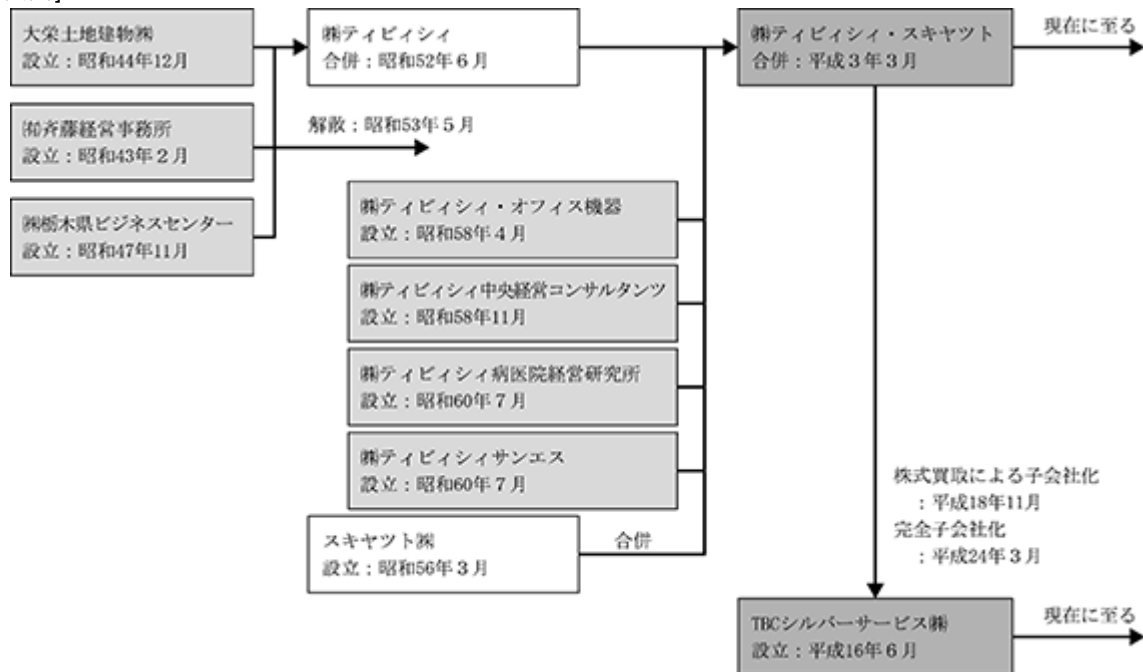 大栄土地建物㈱
設立：昭和44年12月
㈲斉藤経営事務所
設立：昭和43年２月
㈱栃木県ビジネスセンター
設立：昭和47年11月
㈱ティビィシィ
合併：昭和52年６月
解散：昭和53年５月
㈱ティビィシィ・オフィス機器
設立：昭和58年４月
㈱ティビィシィ中央経営コンサルタンツ
設立：昭和58年11月
㈱ティビィシィ病医院経営研究所
設立：昭和60年７月
㈱ティビィシィサンエス
設立：昭和60年７月
スキヤツト㈱
設立：昭和56年３月
合併
㈱ティビィシィ・スキヤツト
合併：平成３年３月
現在に至る
株式買取による子会社化
：平成18年11月
完全子会社化
：平成24年３月
TBCシルバーサービス㈱
設立：平成16年６月
現在に至る